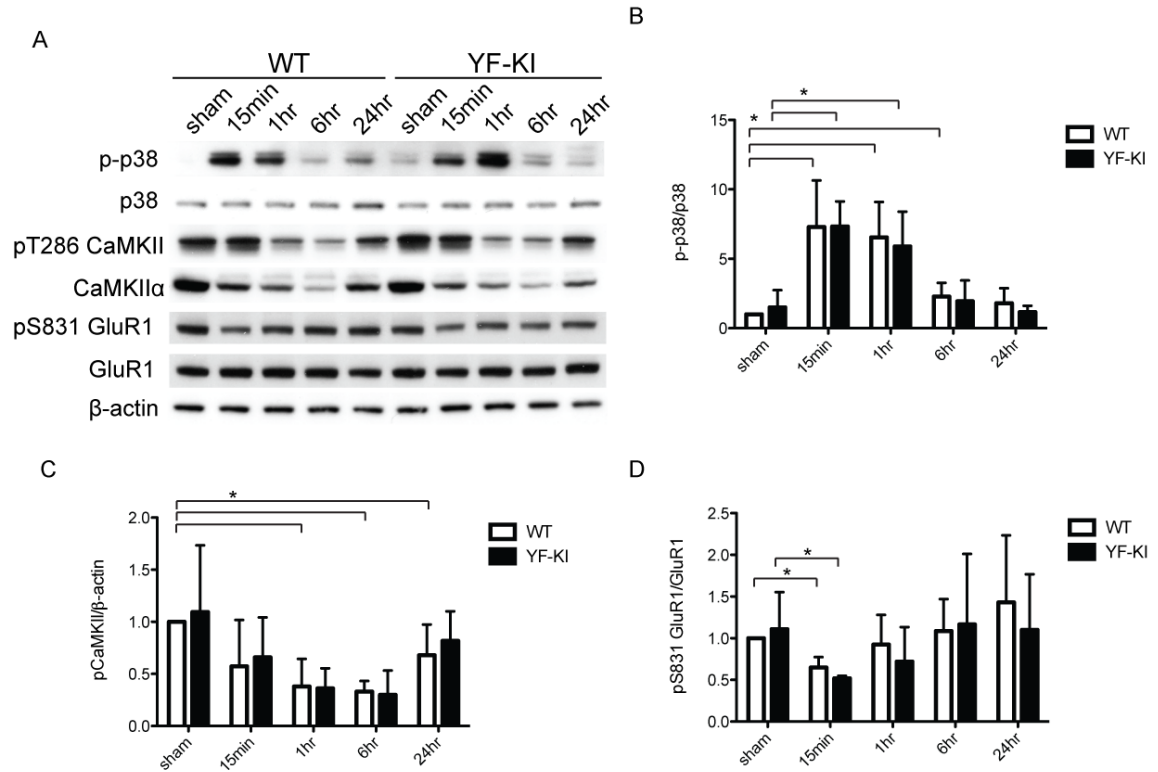 A
WT YF-KI
sham 15min 1hr 6hr 24hr sham 15min 1hr 6hr 24hr
p-p38
p38
pT286 CaMKII
CaMKIIα
pS831 GluR1
GluR1
β-actin
B
*
*
15
10
5
0
p-p38/p38
sham 15min 1hr 6hr 24hr
WT
YF-KI
C
*
2.0
1.5
1.0
0.5
0.0
pCaMKII/β-actin
sham 15min 1hr 6hr 24hr
WT
YF-KI
D
2.5
2.0
1.5
1.0
0.5
0.0
* *
pS831 GluR1/GluR1
sham 15min 1hr 6hr 24hr
WT
YF-KI